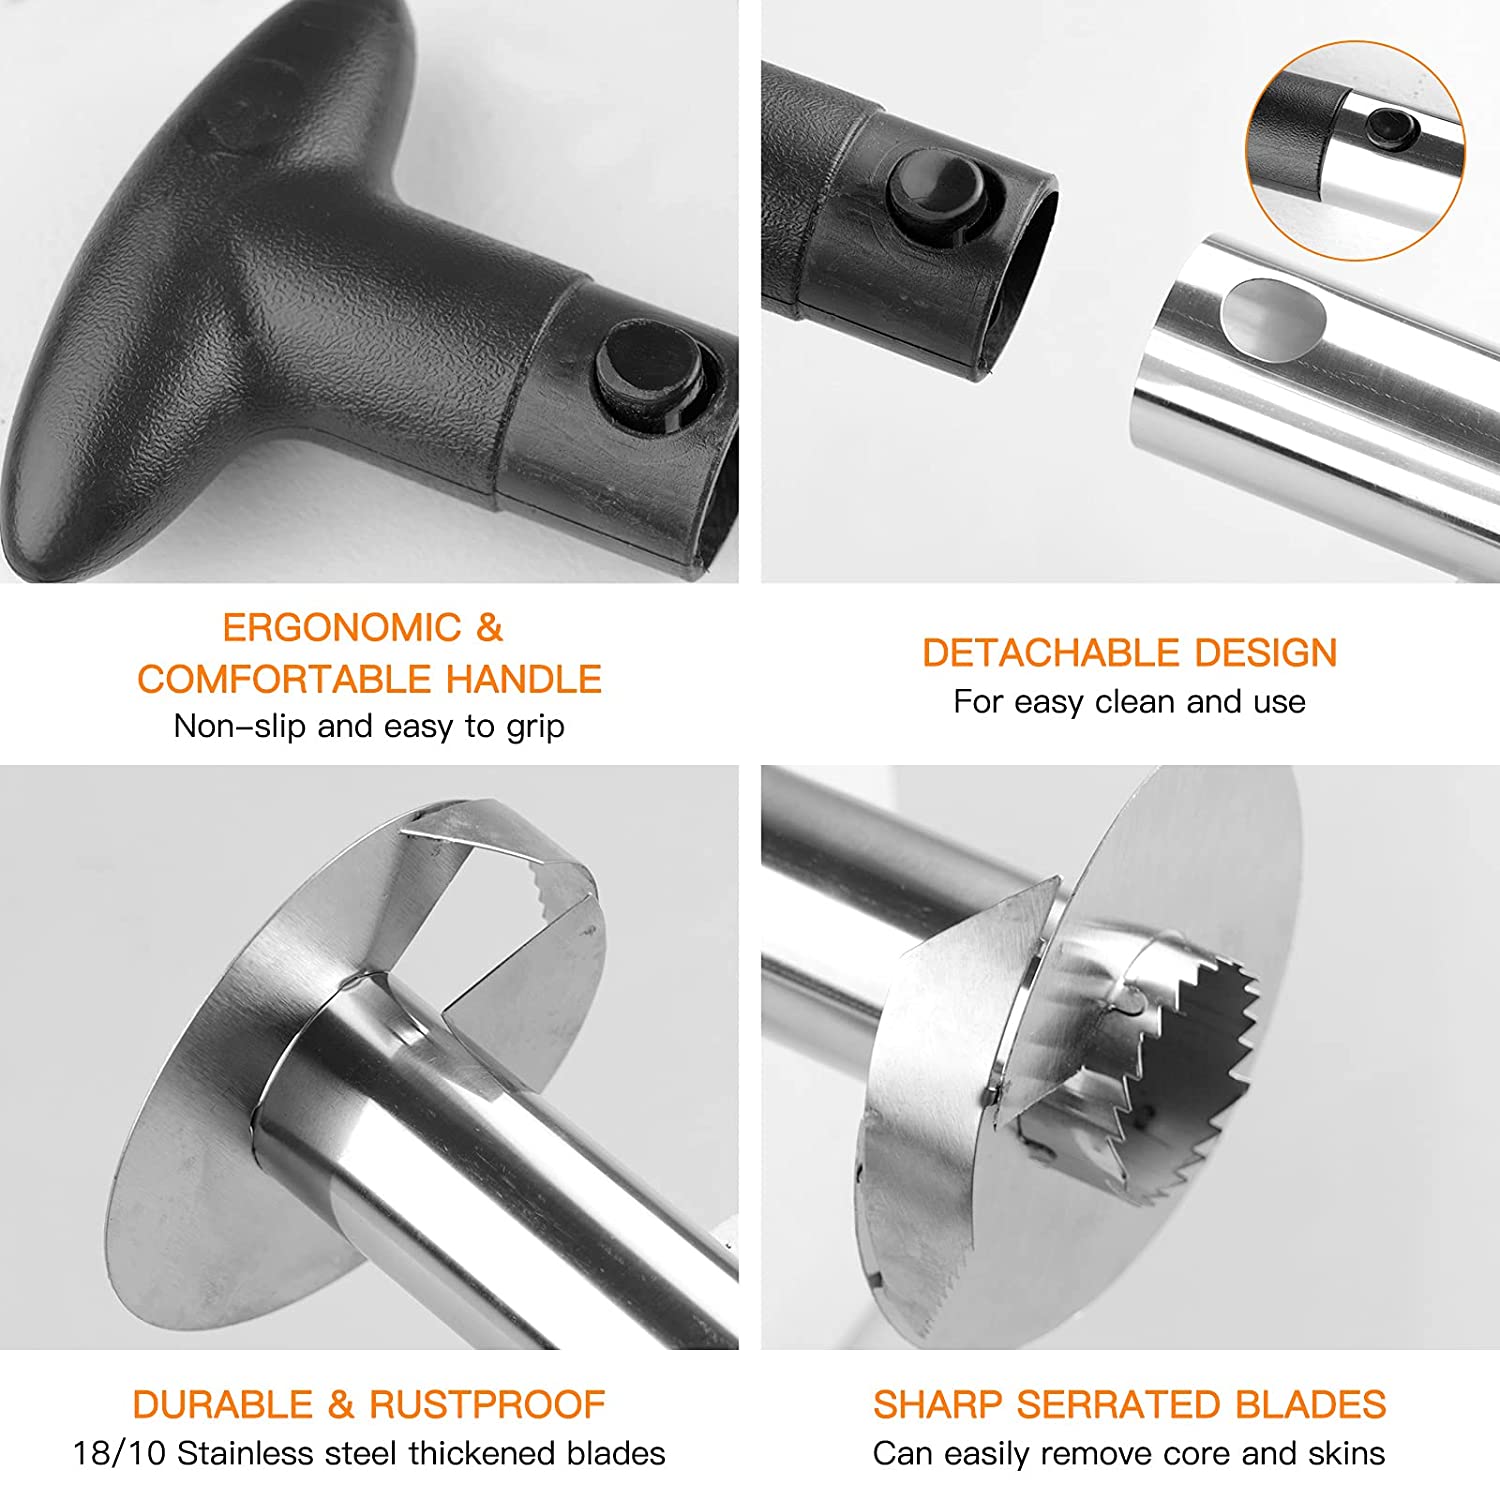 ERGONOMIC &
COMFORTABLE HANDLE
Non-slip and easy to grip
DETACHABLE DESIGN
For easy clean and use
DURABLE & RUSTPROOF
18/10 Stainless steel thickened blades
SHARP SERRATED BLADES
Can easily remove core and skins